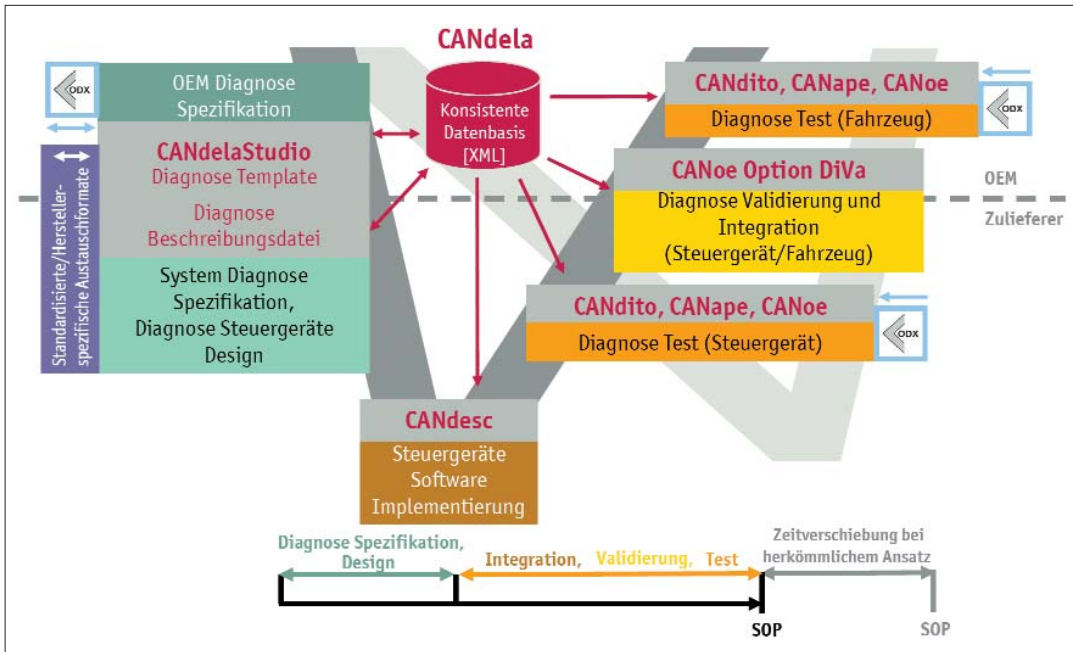 CANdela
Konsistente
Datenbasis
[XML]
ODX
OEM Diagnose
Spezifikation
CANdelaStudio
Diagnose Template
Diagnose
Beschreibungsdatei
System Diagnose
Spezifikation,
Diagnose Steuergeräte
Design
Standardisierte/Hersteller-
spezifische Austauschformate
CANdito, CANape, CANoe
Diagnose Test (Fahrzeug)
ODX
CANoe Option DiVa
Diagnose Validierung und
Integration
(Steuergerät/Fahrzeug)
OEM
Zulieferer
CANdito, CANape, CANoe
Diagnose Test (Steuergerät)
ODX
CANdesc
Steuergeräte
Software
Implementierung
Diagnose Spezifikation,
Design
Integration, Validierung, Test
Zeitverschiebung bei
herkömmlichem Ansatz
SOP
SOP